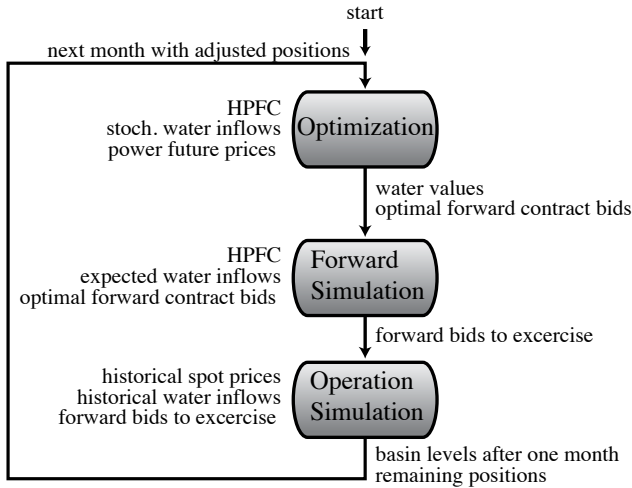 start
next month with adjusted positions
HPFC
stoch. water inflows
power future prices
Optimization
water values
optimal forward contract bids
HPFC
expected water inflows
optimal forward contract bids
Forward
Simulation
forward bids to excercise
historical spot prices
historical water inflows
forward bids to excercise
Operation
Simulation
basin levels after one month
remaining positions